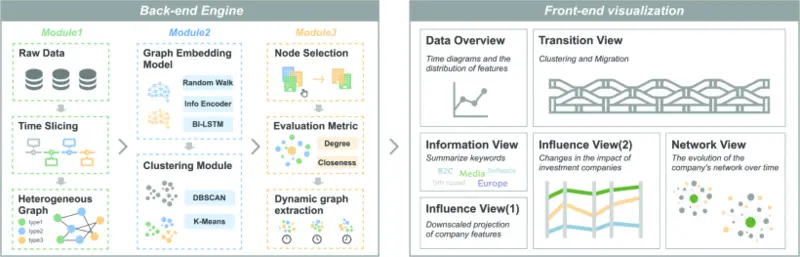 Back-end Engine
Module1
Raw Data
Time Slicing
Heterogeneous
Graph
type1
type2
type3
Module2
Graph Embedding
Model
Random Walk
Info Encoder
BI-LSTM
Clustering Module
DBSCAN
K-Means
Module3
Node Selection
Evaluation Metric
Degree
Closeness
Dynamic graph
extraction
Front-end visualization
Data Overview
Time diagrams and the
distribution of features
Transition View
Clustering and Migration
Information View
Summarize keywords
B2C
Media
Software
Europe
Influence View(2)
Changes in the impact of
investment companies
Network View
The evolution of the
company's network over time
Influence View(1)
Downscaled projection
of company features